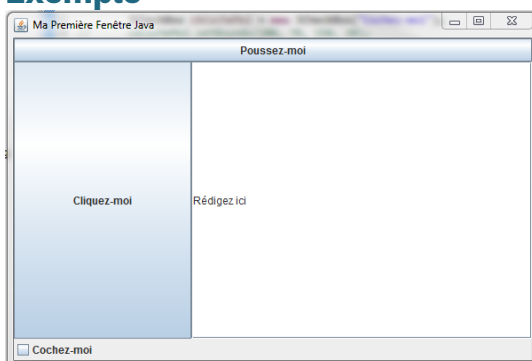 Exemple
Ma Première Fenêtre Java
Poussez-moi
Cliquez-moi
Rédigez ici
Cochez-moi